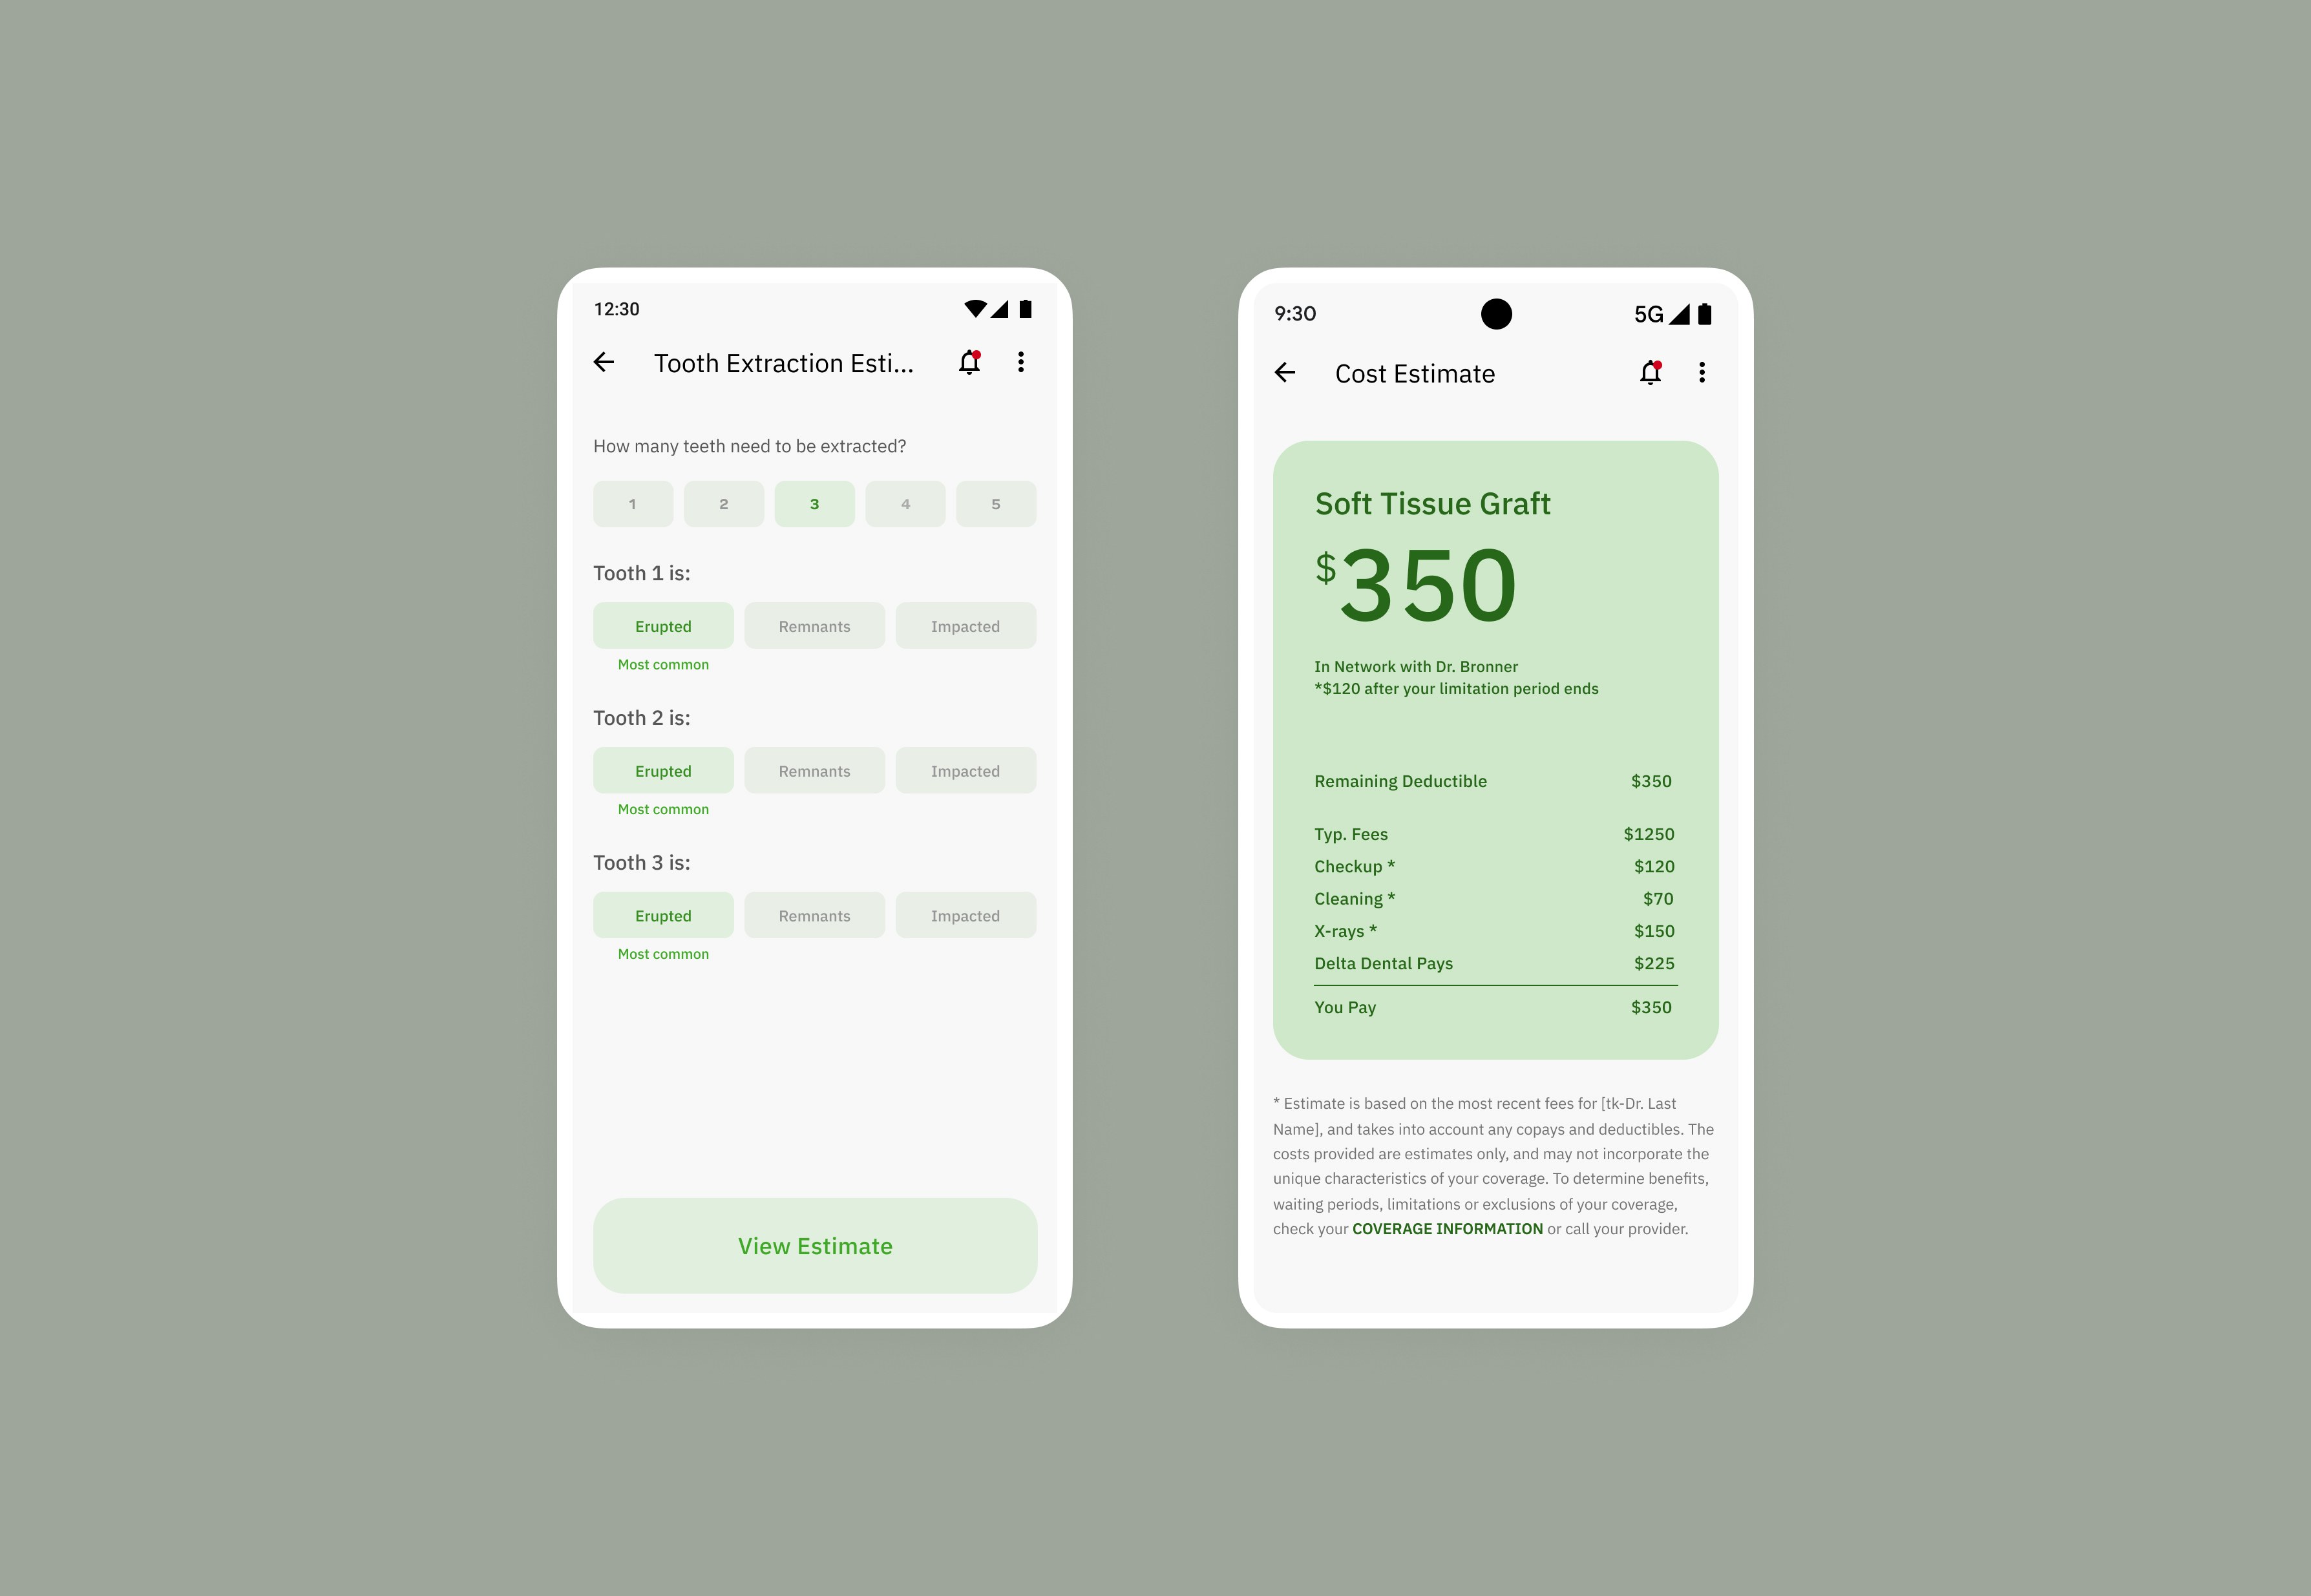 12:30
Tooth Extraction Esti...
How many teeth need to be extracted?
1 2 3 4 5
Tooth 1 is:
Erupted Remnants Impacted
Most common
Tooth 2 is:
Erupted Remnants Impacted
Most common
Tooth 3 is:
Erupted Remnants Impacted
Most common
View Estimate
9:30 5G
Cost Estimate
Soft Tissue Graft
$350
In Network with Dr. Bronner
*$120 after your limitation period ends
Remaining Deductible $350
Typ. Fees $1250
Checkup * $120
Cleaning * $70
X-rays * $150
Delta Dental Pays $225
You Pay $350
* Estimate is based on the most recent fees for [tk-Dr. Last
Name], and takes into account any copays and deductibles. The
costs provided are estimates only, and may not incorporate the
unique characteristics of your coverage. To determine benefits,
waiting periods, limitations or exclusions of your coverage,
check your COVERAGE INFORMATION or call your provider.